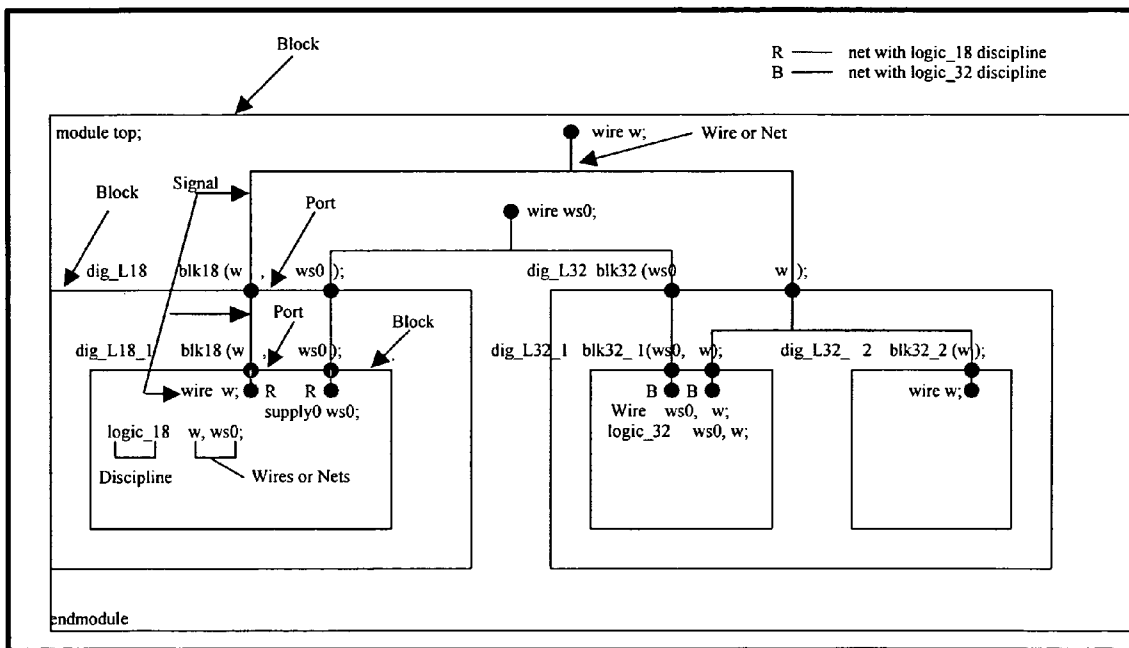 Block
R net with logic_18 discipline
B net with logic_32 discipline
module top;
wire w;
Wire or Net
Block
Signal
Port
wire ws0;
dig_L18 blk18 (w , ws0 );
dig_L32 blk32 (ws0 w );
Port
Block
dig_L18_1 blk18 (w , ws0);
dig_L32_1 blk32_1(ws0, w);
dig_L32_ 2 blk32_2 (w);
wire w; R R
supply0 ws0;
B B
Wire ws0, w;
logic_32 ws0, w;
wire w;
logic_18 w, ws0;
Discipline
Wires or Nets
endmodule